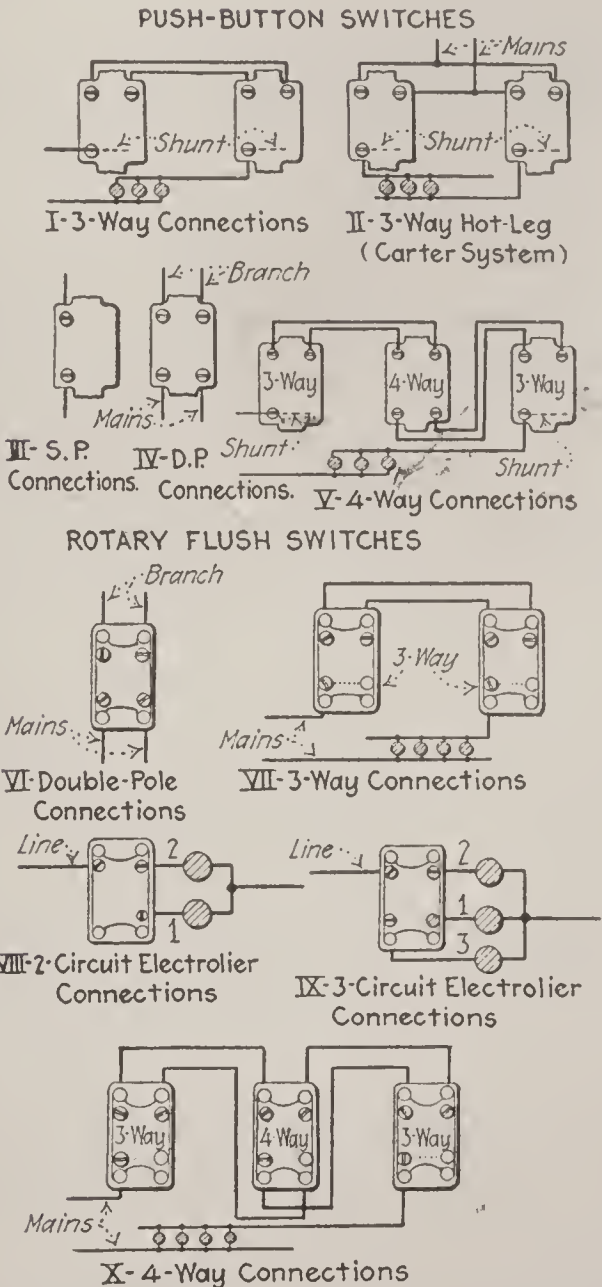 PUSH-BUTTON SWITCHES
Mains
Shunt
I-3-Way Connections
II-3-Way Hot-Leg
(Carter System)
Branch
Mains
III- S.P.
Connections.
IV-D.P.
Connections.
3-Way
4-Way
3-Way
Shunt
Shunt
V-4-Way Connections
ROTARY FLUSH SWITCHES
Branch
Mains
VI-Double-Pole
Connections
3-Way
Mains
VII-3-Way Connections
Line
2
1
VIII-2-Circuit Electrolier
Connections
Line
2
1
3
IX-3-Circuit Electrolier
Connections
3-Way
4-Way
3-Way
Mains
X-4-Way Connections